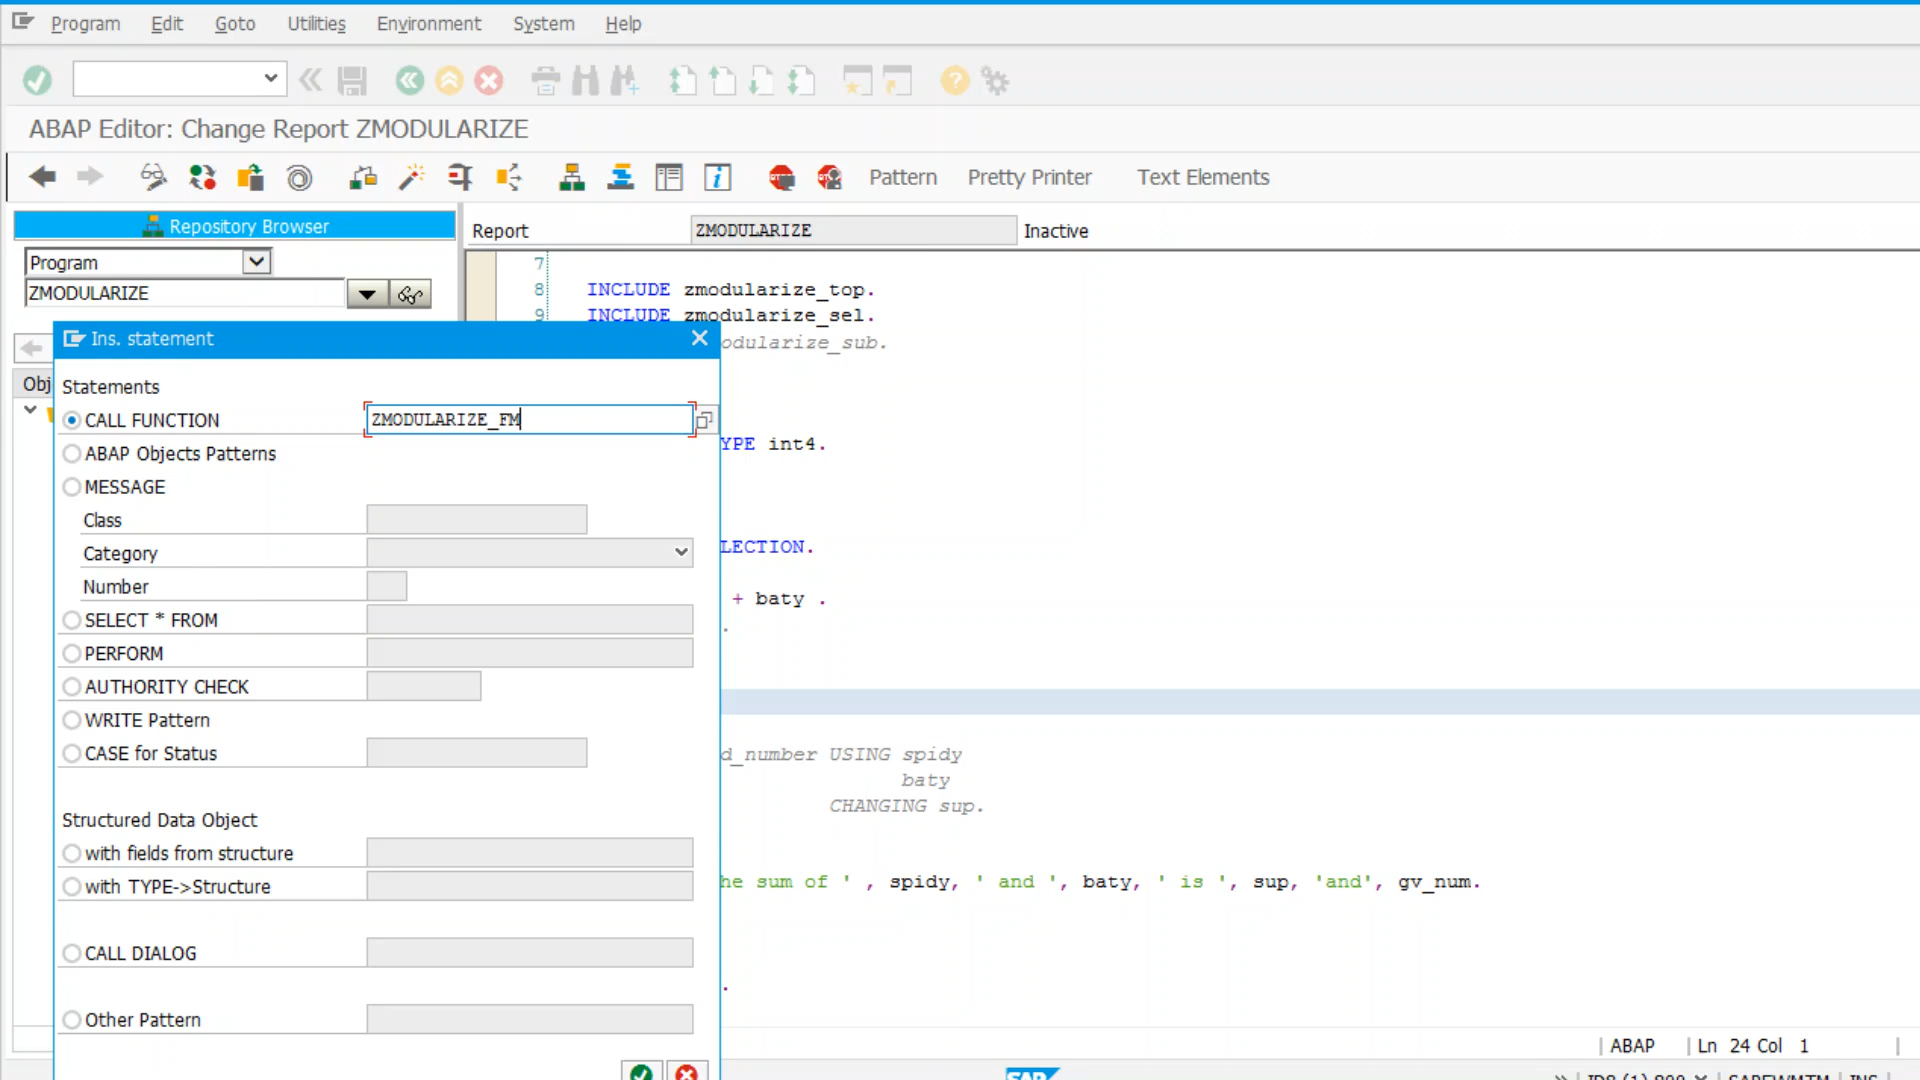 Program Edit Goto Utilities Environment System Help
ABAP Editor: Change Report ZMODULARIZE
Pattern Pretty Printer Text Elements
Repository Browser
Program
ZMODULARIZE
Report ZMODULARIZE Inactive
7
8 INCLUDE zmodularize_top.
9 INCLUDE zmodularize_sel.
odularize_sub.
YPE int4.
LECTION.
+ baty .
.
d_number USING spidy
baty
CHANGING sup.
he sum of ' , spidy, ' and ', baty, ' is ', sup, 'and', gv_num.
.
Obj
Ins. statement
Statements
CALL FUNCTION ZMODULARIZE_FM
ABAP Objects Patterns
MESSAGE
Class
Category
Number
SELECT * FROM
PERFORM
AUTHORITY CHECK
WRITE Pattern
CASE for Status
Structured Data Object
with fields from structure
with TYPE->Structure
CALL DIALOG
Other Pattern
ABAP Ln 24 Col 1
SAP